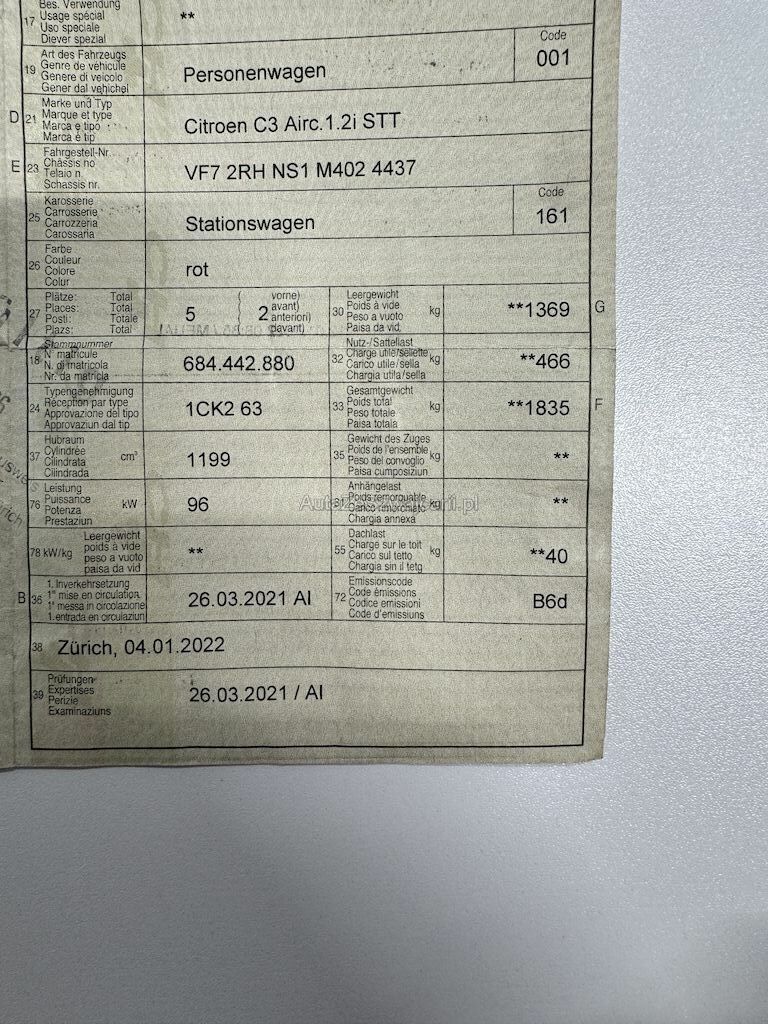 Bes. Verwendung
17 Usage spécial
Uso speciale
Diever spezial
**
Art des Fahrzeugs
19 Genre de véhicule
Genere di veicolo
Gener dal vehichel
Personenwagen
Code
001
Marke und Typ
D 21 Marque et type
Marca e tipo
Marca e tip
Citroen C3 Airc.1.2i STT
Fahrgestell-Nr.
E 23 Châssis no
Telaio n.
Schassis nr.
VF7 2RH NS1 M402 4437
Karosserie
25 Carrosserie
Carrozzeria
Carossaria
Stationswagen
Code
161
Farbe
26 Couleur
Colore
Colur
rot
Plätze: Total
27 Places: Total
Posti: Totale
Plazs: Total
5 ( 2 vorne)
avant)
anteriori)
davant)
30 Leergewicht
Poids à vide
Peso a vuoto
Paisa da vid
kg
**1369 G
Stammnummer
18 N° matricule
N. di matricola
Nr. da matricla
684.442.880
32 Nutz-/Sattellast
Charge utile/sellette
Carico utile/sella
Chargia utila/sella
kg
**466
Typengenehmigung
24 Réception par type
Approvazione del tipo
Approvaziun dal tip
1CK2 63
33 Gesamtgewicht
Poids total
Peso totale
Paisa totala
kg
**1835 F
Hubraum
37 Cylindrée
Cilindrata
Cilindrada
cm³
1199
35 Gewicht des Zuges
Poids de l'ensemble
Peso del convoglio
Paisa cumposiziun
kg
**
Leistung
76 Puissance
Potenza
Prestaziun
kW
96
Anhängelast
Poids remorquable
Carico rimorchiato
Chargia annexa
kg
**
78 kW/kg
Leergewicht
poids à vide
peso a vuoto
paisa da vid
**
55 Dachlast
Charge sur le toit
Carico sul tetto
Chargia sin il tetg
kg
**40
B 36 1. Inverkehrsetzung
1re mise en circulation
1a messa in circolazione
1. entrada en circulaziun
26.03.2021 AI
72 Emissionscode
Code émissions
Codice emissioni
Code d'emissiuns
B6d
38 Zürich, 04.01.2022
Prüfungen
39 Expertises
Perizie
Examinaziuns
26.03.2021 / AI